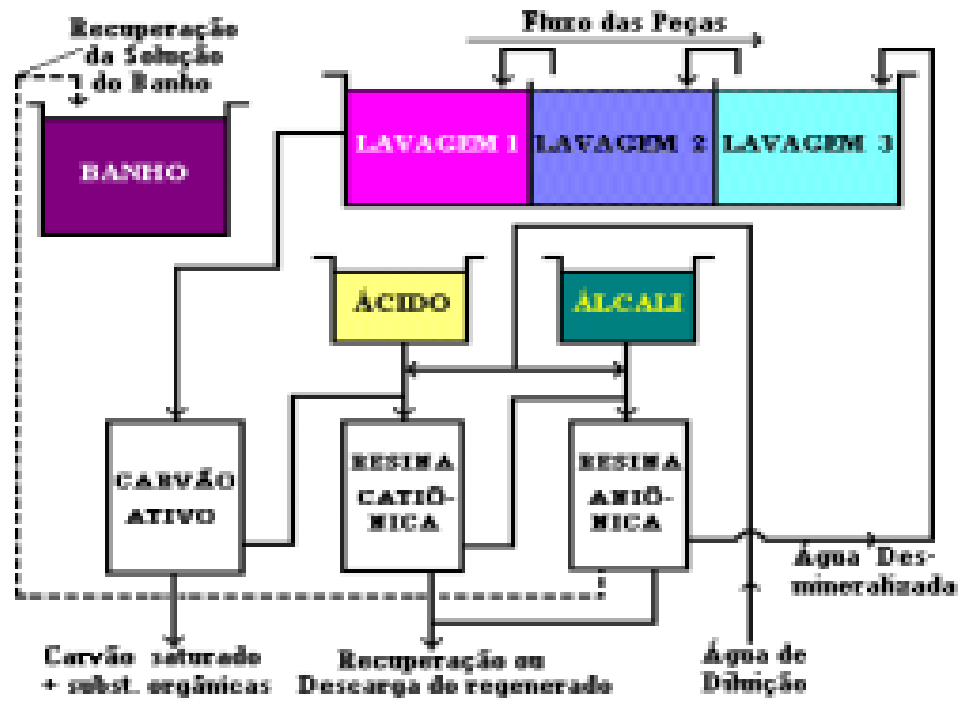 Recuperação
da Solução
do Banho
Fluxo das Peças
BANHO
LAVAGEM 1
LAVAGEM 2
LAVAGEM 3
ÁCIDO
ÁLCALI
CARVÃO
ATIVO
RESINA
CATIÔ-
NICA
RESINA
ANIÔ-
NICA
Água Des-
mineralizada
Carvão saturado
+ subst. orgânicas
Recuperação ou
Descarga do regenerado
Água de
Diluição